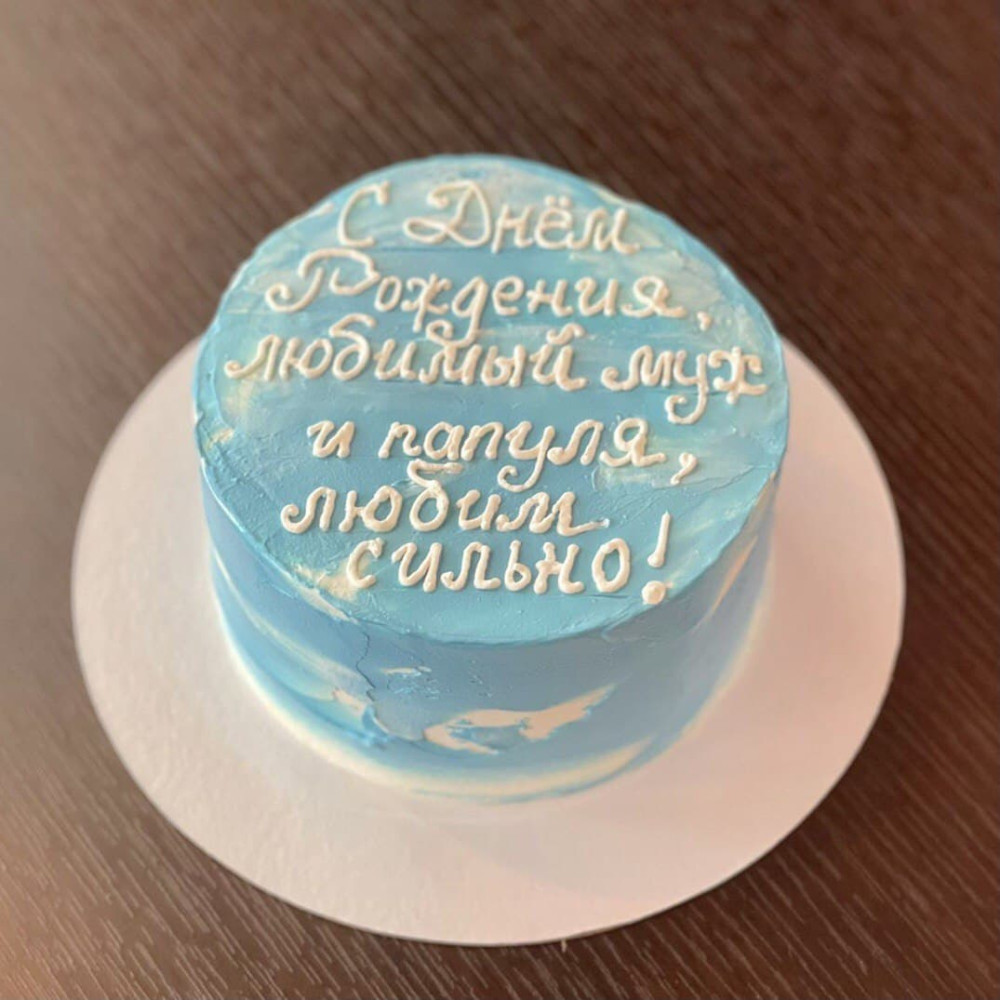 С Днём
Рождения,
любимый муж
и папуля,
любим
сильно!